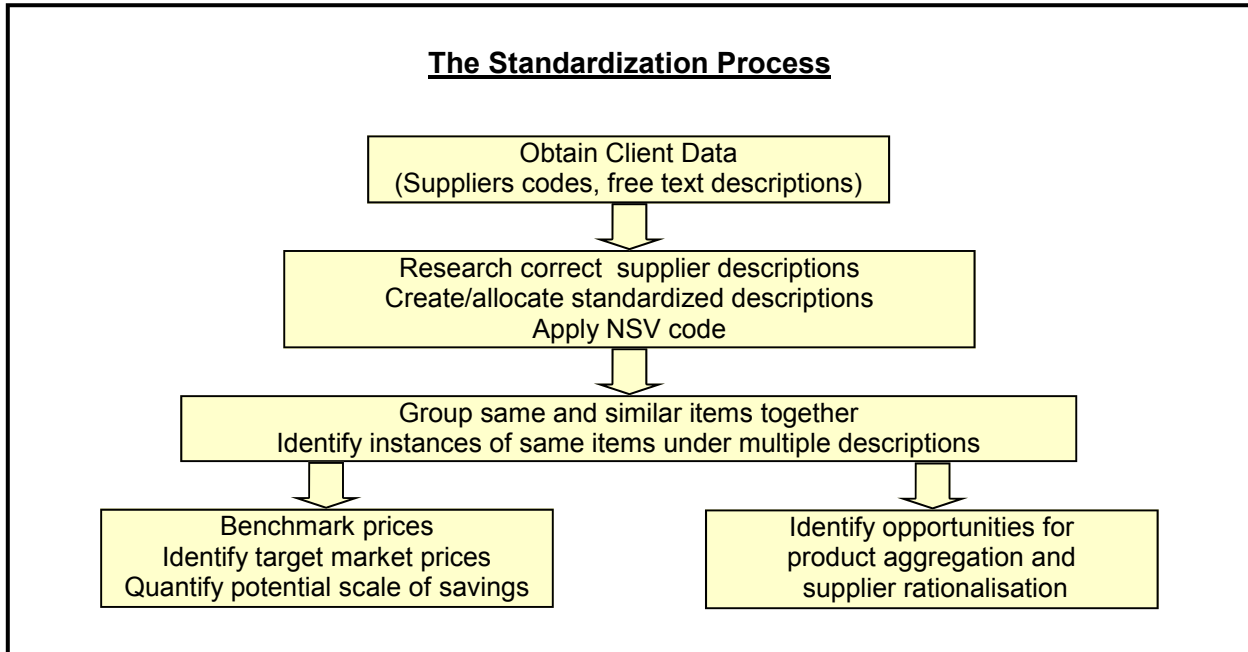 The Standardization Process
Obtain Client Data
(Suppliers codes, free text descriptions)
Research correct supplier descriptions
Create/allocate standardized descriptions
Apply NSV code
Group same and similar items together
Identify instances of same items under multiple descriptions
Benchmark prices
Identify target market prices
Quantify potential scale of savings
Identify opportunities for
product aggregation and
supplier rationalisation